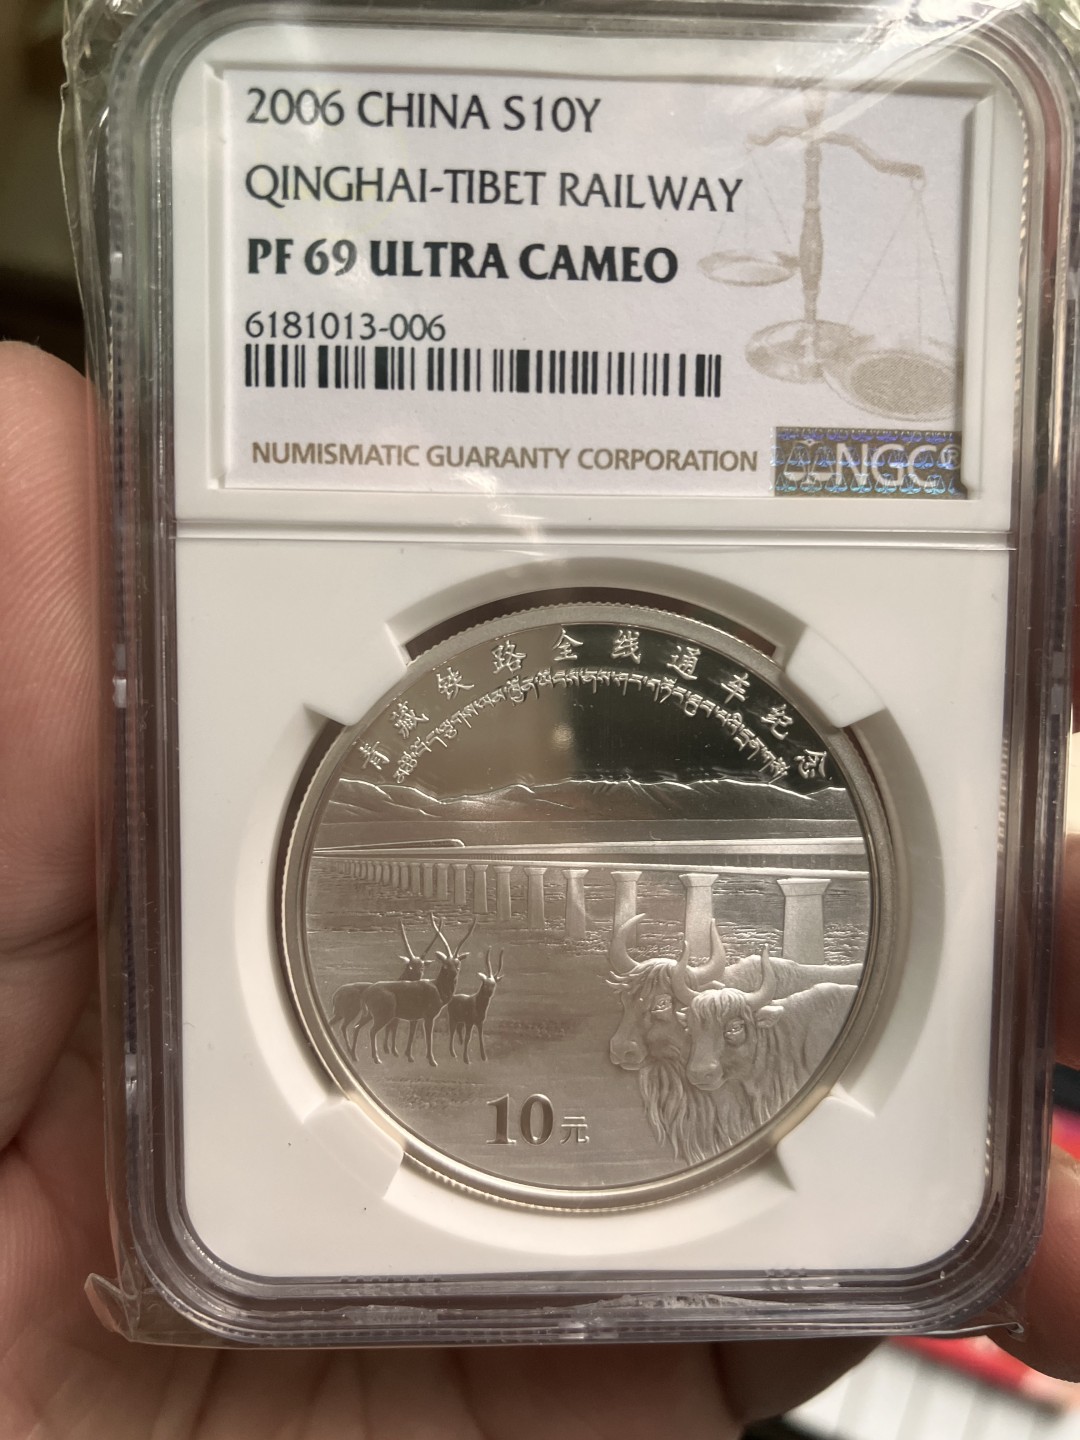 2006 CHINA S10Y
QINGHAI-TIBET RAILWAY
PF 69 ULTRA CAMEO
6181013-006
NUMISMATIC GUARANTY CORPORATION
NGC®
青藏铁路全线通车纪念
10元